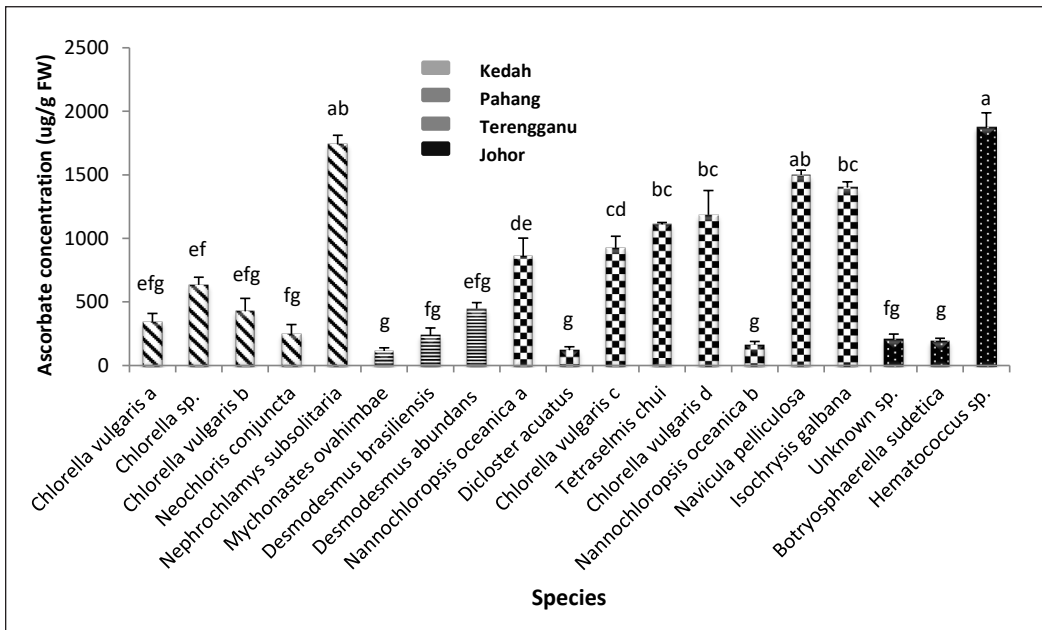 Ascorbate concentration (ug/g FW)
2500
2000
1500
1000
500
0
Kedah
Pahang
Terengganu
Johor
efg
ef
efg
fg
ab
g
fg
efg
de
g
cd
bc
bc
g
ab
bc
fg
g
a
Chlorella vulgaris a
Chlorella sp.
Chlorella vulgaris b
Neochloris conjuncta
Nephrochlamys subsolitaria
Mychonastes ovahimbae
Desmodesmus brasiliensis
Desmodesmus abundans
Nannochloropsis oceanica a
Dicloster acuatus
Chlorella vulgaris c
Tetraselmis chui
Chlorella vulgaris d
Nannochloropsis oceanica b
Navicula pelliculosa
Isochrysis galbana
Unknown sp.
Botryosphaerella sudetica
Hematococcus sp.
Species